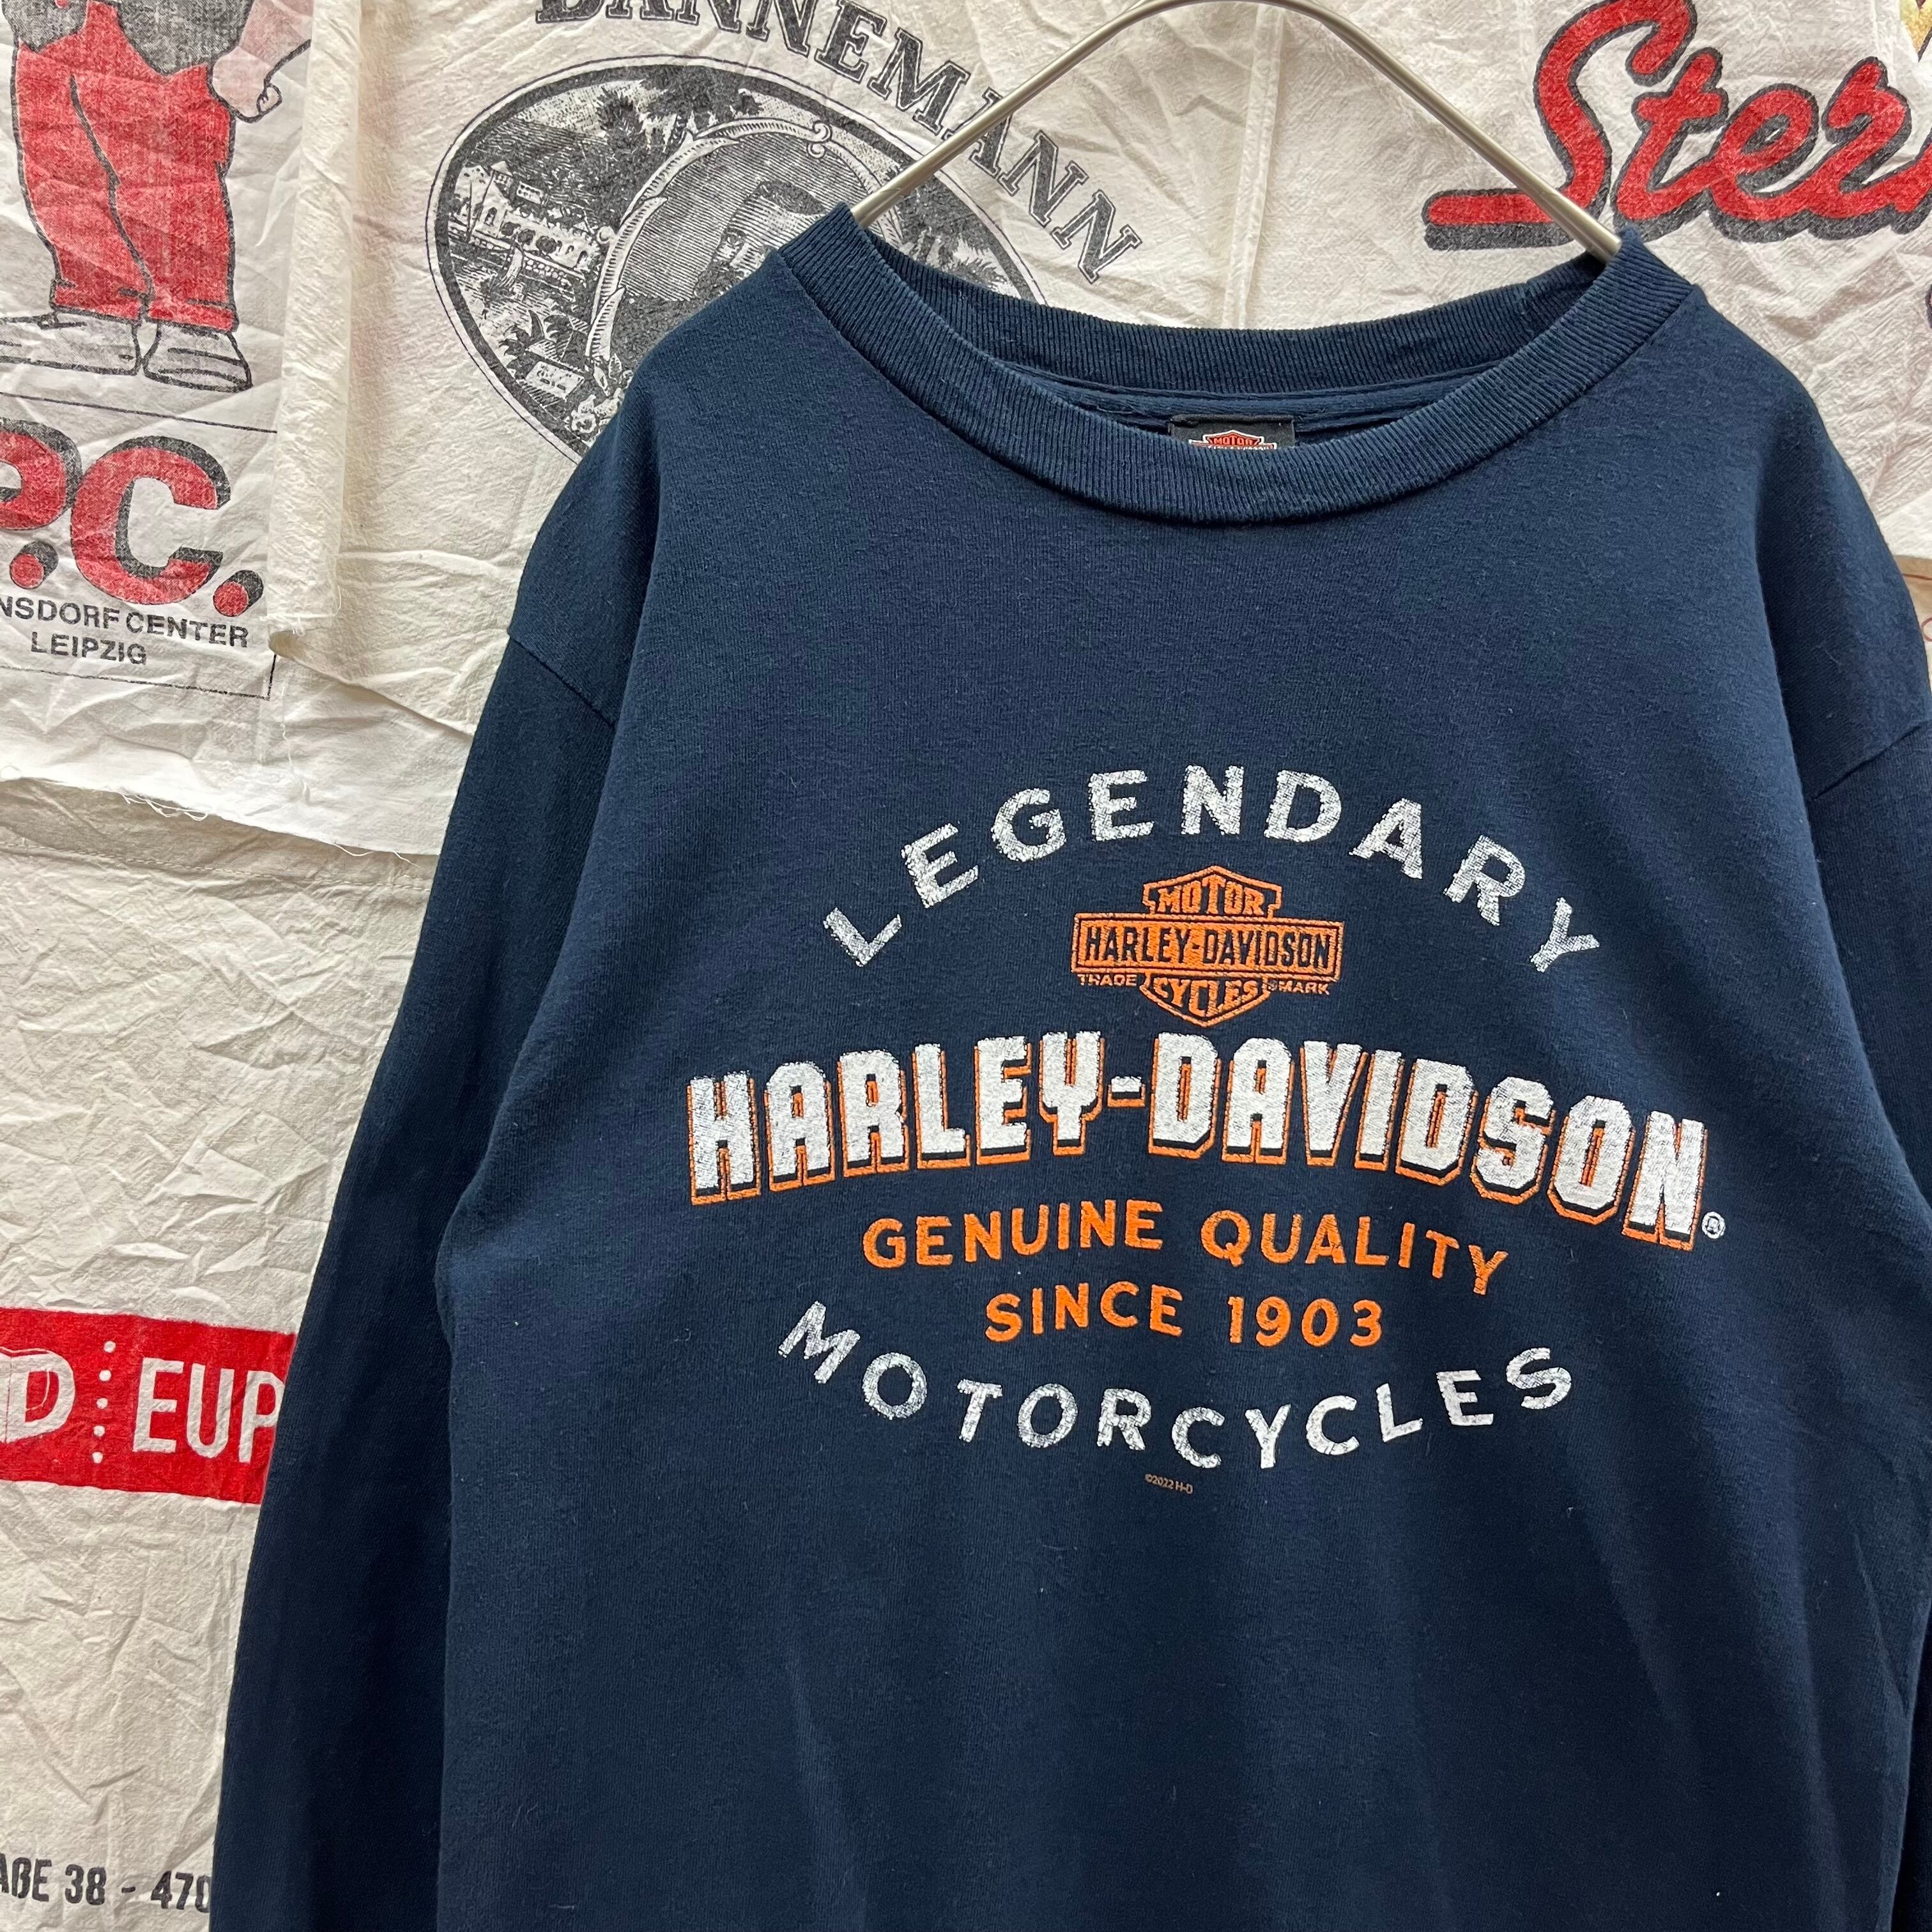 DANNEMANN
P.C.
NSDORF CENTER
LEIPZIG
MOTOR
LEGENDARY
MOTOR
HARLEY-DAVIDSON
TRADE MARK
CYCLES
HARLEY-DAVIDSON®
GENUINE QUALITY
SINCE 1903
MOTORCYCLES
©2022 H-D
D EUP
AßE 38 - 470